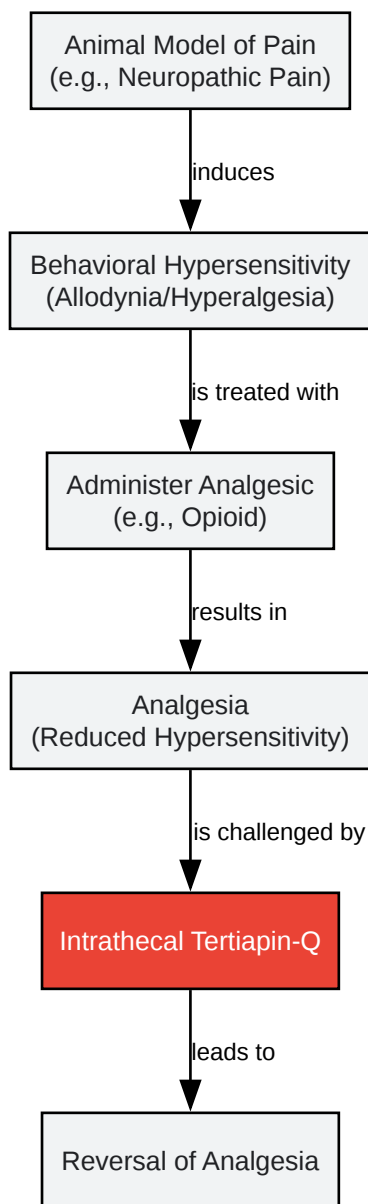 Animal Model of Pain
(e.g., Neuropathic Pain)
induces
Behavioral Hypersensitivity
(Allodynia/Hyperalgesia)
is treated with
Administer Analgesic
(e.g., Opioid)
results in
Analgesia
(Reduced Hypersensitivity)
is challenged by
Intrathecal Tertiapin-Q
leads to
Reversal of Analgesia